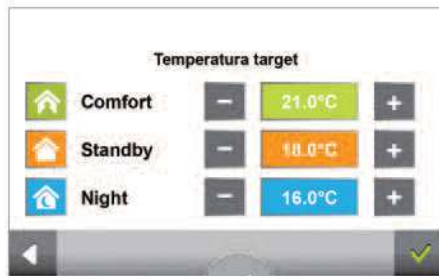 Temperatura target
Comfort - 21.0°C +
Standby - 18.0°C +
Night - 16.0°C +